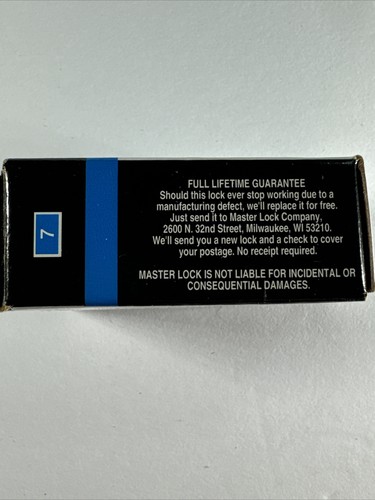 7
FULL LIFETIME GUARANTEE
Should this lock ever stop working due to a
manufacturing defect, we'll replace it for free.
Just send it to Master Lock Company,
2600 N. 32nd Street, Milwaukee, WI 53210.
We'll send you a new lock and a check to cover
your postage. No receipt required.
MASTER LOCK IS NOT LIABLE FOR INCIDENTAL OR
CONSEQUENTIAL DAMAGES.